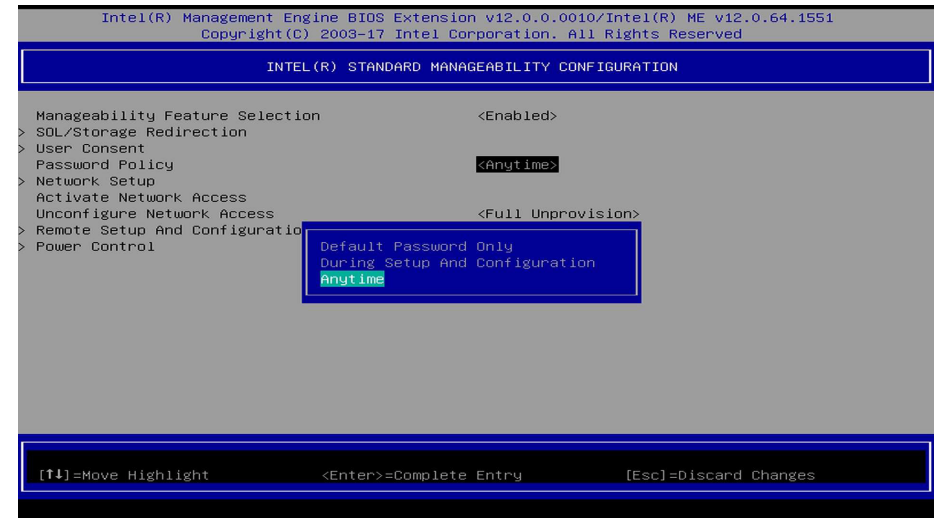 Intel(R) Management Engine BIOS Extension v12.0.0.0010/Intel(R) ME v12.0.64.1551
Copyright(C) 2003-17 Intel Corporation. All Rights Reserved
INTEL(R) STANDARD MANAGEABILITY CONFIGURATION
Manageability Feature Selection <Enabled>
> SOL/Storage Redirection
> User Consent
Password Policy <Anytime>
> Network Setup
Activate Network Access
Unconfigure Network Access <Full Unprovision>
> Remote Setup And Configuratio
> Power Control
Default Password Only
During Setup And Configuration
Anytime
[↑↓]=Move Highlight <Enter>=Complete Entry [Esc]=Discard Changes